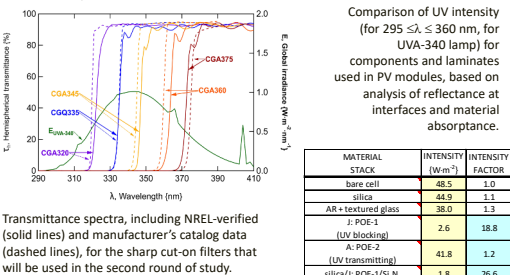 100
80
60
40
20
0
2.0
1.5
1.0
0.5
0.0
290 310 330 350 370 390 410
λ, Wavelength {nm}
E, Global irradiance {W·m⁻²·nm⁻¹}
CGA375
CGA345
CGQ335
CGA360
CGA320
Transmittance spectra, including NREL-verified
(solid lines) and manufacturer's catalog data
(dashed lines), for the sharp cut-on filters that
will be used in the second round of study.
Comparison of UV intensity
(for 295 ≤λ ≤ 360 nm, for
UVA-340 lamp) for
components and laminates
used in PV modules, based on
analysis of reflectance at
interfaces and material
absorptance.
MATERIAL STACK INTENSITY (W·m⁻²) INTENSITY FACTOR
bare cell 48.5 1.0
silica 44.9 1.1
AR + textured glass 38.0 1.3
J: POE-1
(UV blocking) 2.6 18.8
A: POE-2
(UV transmitting) 41.8 1.2
silica/J: POE-1/Si N 1.8 26.6